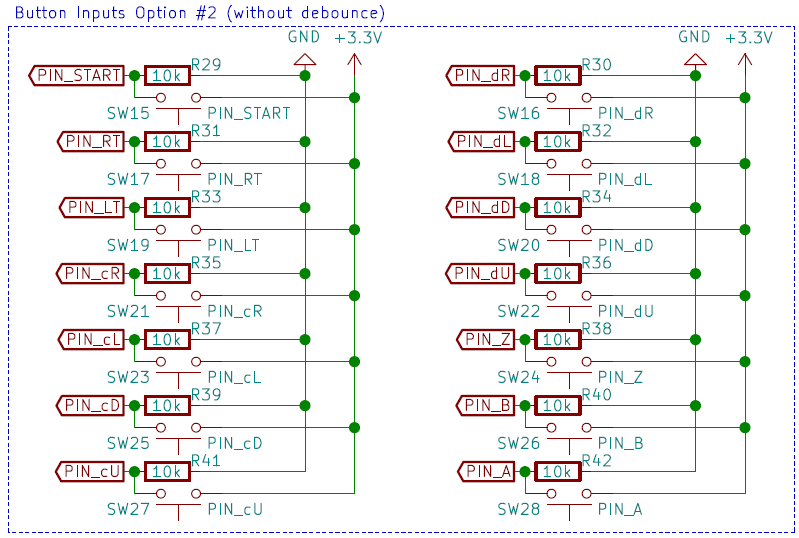 Button Inputs Option #2 (without debounce)
GND +3.3V
GND +3.3V
PIN_START 10k R29
SW15 PIN_START
PIN_dR 10k R30
SW16 PIN_dR
PIN_RT 10k R31
SW17 PIN_RT
PIN_dL 10k R32
SW18 PIN_dL
PIN_LT 10k R33
SW19 PIN_LT
PIN_dD 10k R34
SW20 PIN_dD
PIN_cR 10k R35
SW21 PIN_cR
PIN_dU 10k R36
SW22 PIN_dU
PIN_cL 10k R37
SW23 PIN_cL
PIN_Z 10k R38
SW24 PIN_Z
PIN_cD 10k R39
SW25 PIN_cD
PIN_B 10k R40
SW26 PIN_B
PIN_cU 10k R41
SW27 PIN_cU
PIN_A 10k R42
SW28 PIN_A